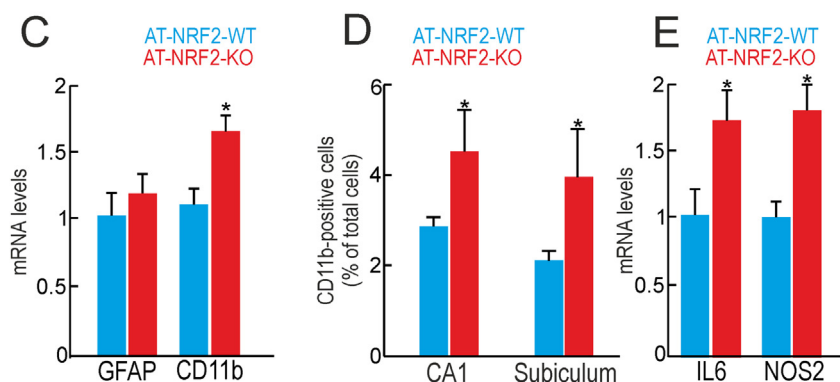 C
AT-NRF2-WT
AT-NRF2-KO
mRNA levels
2
1.5
1
0.5
0
*
GFAP CD11b
D
AT-NRF2-WT
AT-NRF2-KO
CD11b-positive cells
(% of total cells)
6
4
2
0
*
*
CA1 Subiculum
E
AT-NRF2-WT
AT-NRF2-KO
mRNA levels
2
1.5
1
0.5
0
*
*
IL6 NOS2